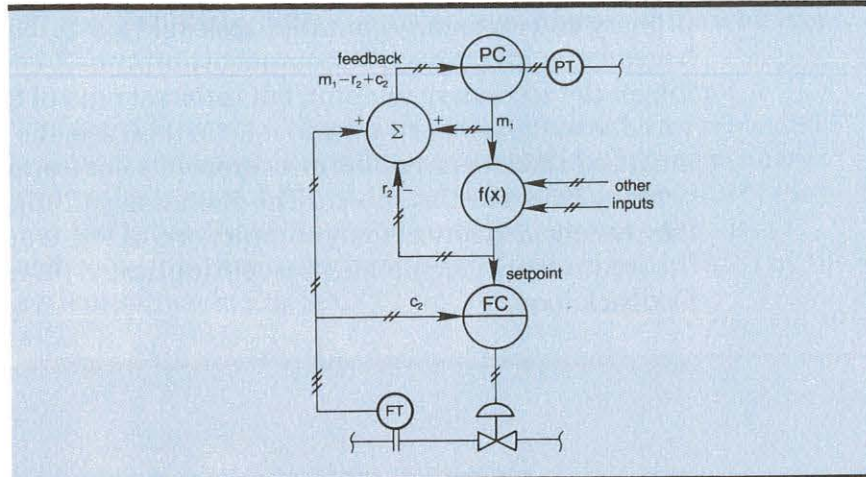 feedback
m₁ – r₂ + c₂
PC
PT
+
Σ
+
m₁
r₂
–
f(x)
other
inputs
setpoint
c₂
FC
FT